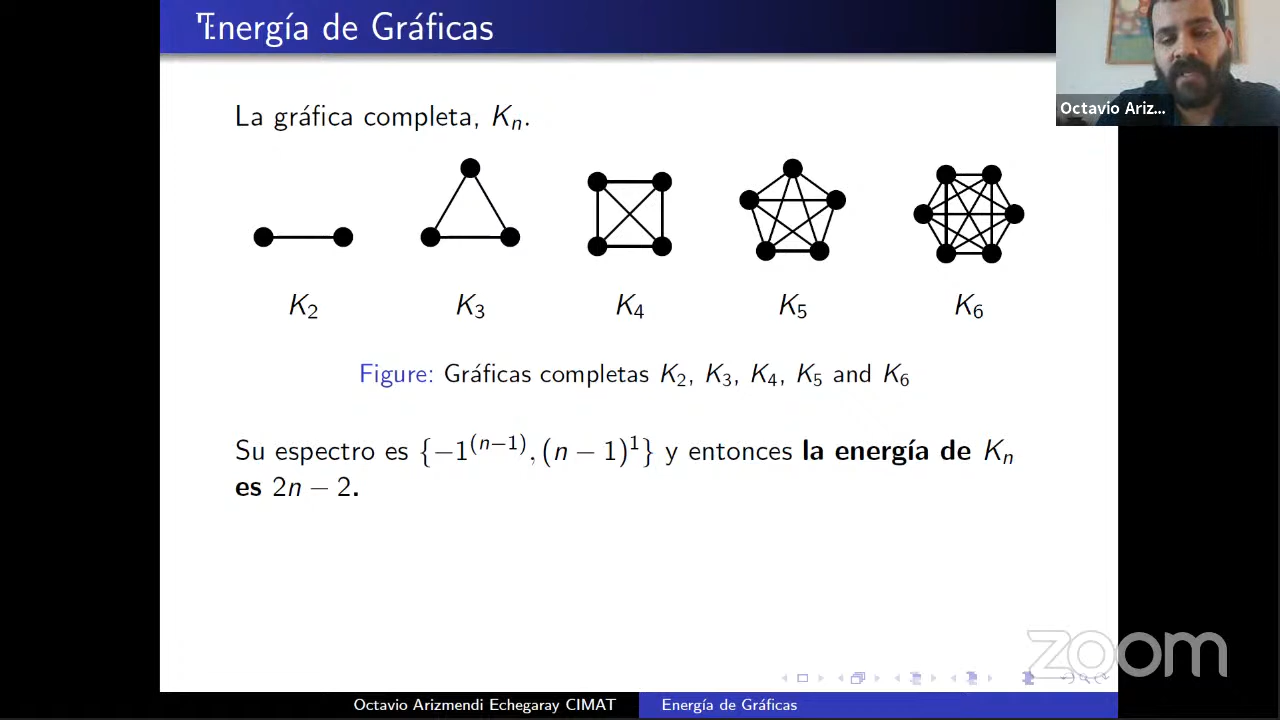 Energía de Gráficas
Octavio Ariz...
La gráfica completa, Kₙ.
K₂ K₃ K₄ K₅ K₆
Figure: Gráficas completas K₂, K₃, K₄, K₅ and K₆
Su espectro es {−1⁽ⁿ⁻¹⁾, (n − 1)¹} y entonces la energía de Kₙ
es 2n − 2.
zoom
Octavio Arizmendi Echegaray CIMAT Energía de Gráficas